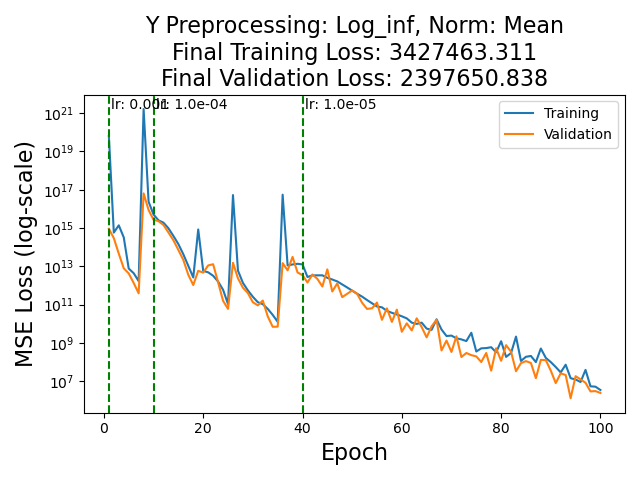 Y Preprocessing: Log_inf, Norm: Mean
Final Training Loss: 3427463.311
Final Validation Loss: 2397650.838
lr: 0.001
lr: 1.0e-04
lr: 1.0e-05
Training
Validation
MSE Loss (log-scale)
10²¹
10¹⁹
10¹⁷
10¹⁵
10¹³
10¹¹
10⁹
10⁷
0 20 40 60 80 100
Epoch